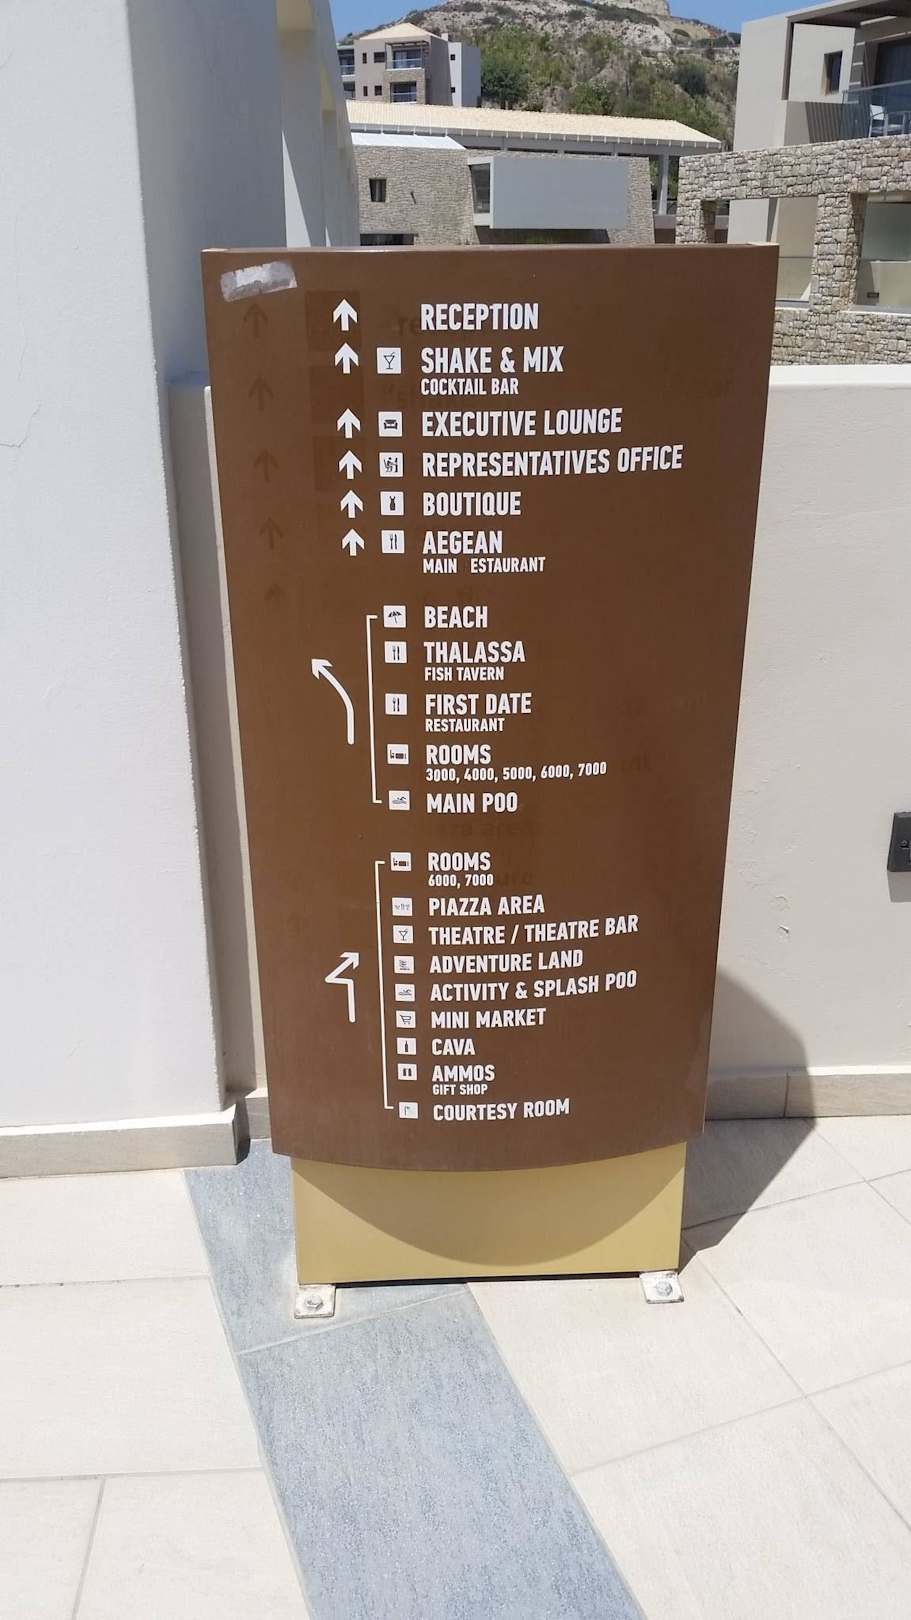 RECEPTION
SHAKE & MIX
COCKTAIL BAR
EXECUTIVE LOUNGE
REPRESENTATIVES OFFICE
BOUTIQUE
AEGEAN
MAIN ESTAURANT
BEACH
THALASSA
FISH TAVERN
FIRST DATE
RESTAURANT
ROOMS
3000, 4000, 5000, 6000, 7000
MAIN POO
ROOMS
6000, 7000
PIAZZA AREA
THEATRE / THEATRE BAR
ADVENTURE LAND
ACTIVITY & SPLASH POO
MINI MARKET
CAVA
AMMOS
GIFT SHOP
COURTESY ROOM